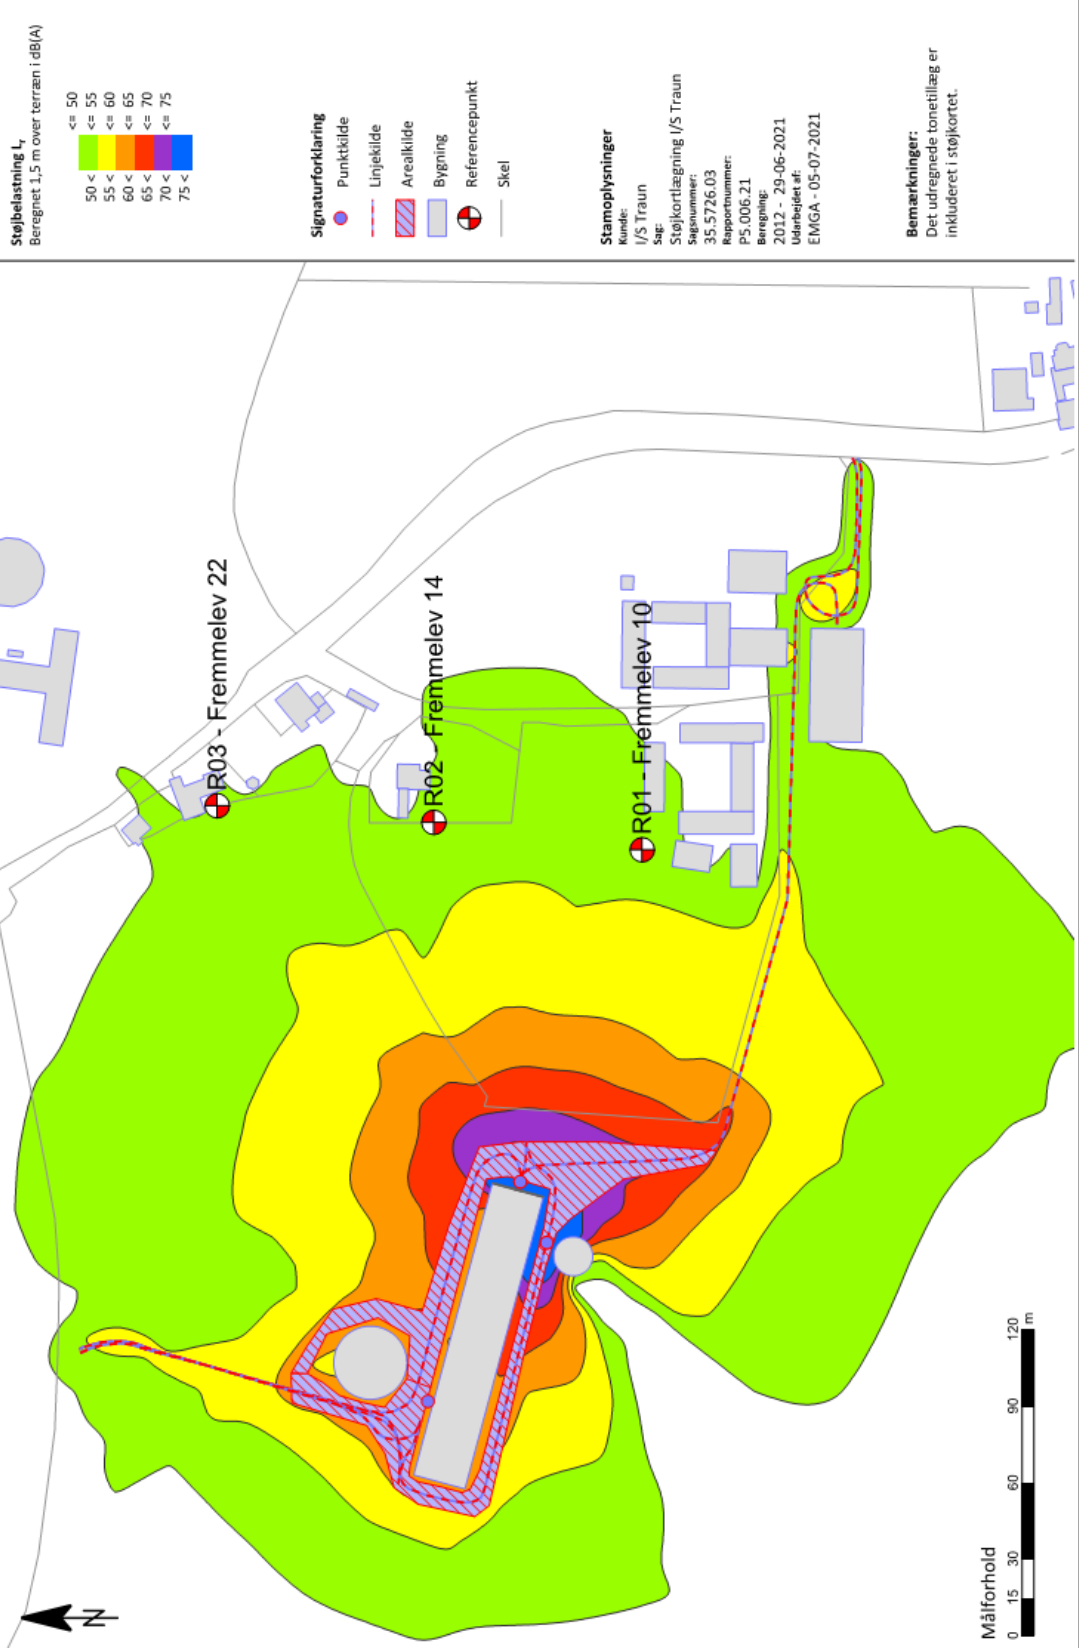 Støjbelastning Lr
Beregnet 1,5 m over terræn i dB(A)
<= 50
50 < <= 55
55 < <= 60
60 < <= 65
65 < <= 70
70 < <= 75
75 <
Signaturforklaring
Punktkilde
Linjekilde
Arealkilde
Bygning
Referencepunkt
Skel
Stamoplysninger
Kunde:
I/S Traun
Sag:
Støjkortlægning I/S Traun
Sagsnummer:
35.5726.03
Rapportnummer:
P5.006.21
Beregning:
2012 - 29-06-2021
Udarbejdet af:
EMGA - 05-07-2021
Bemærkninger:
Det udregnede tonetillæg er
inkluderet i støjkortet.
R03 - Fremmelev 22
R02 - Fremmelev 14
R01 - Fremmelev 10
N
Målforhold
0 15 30 60 90 120
m